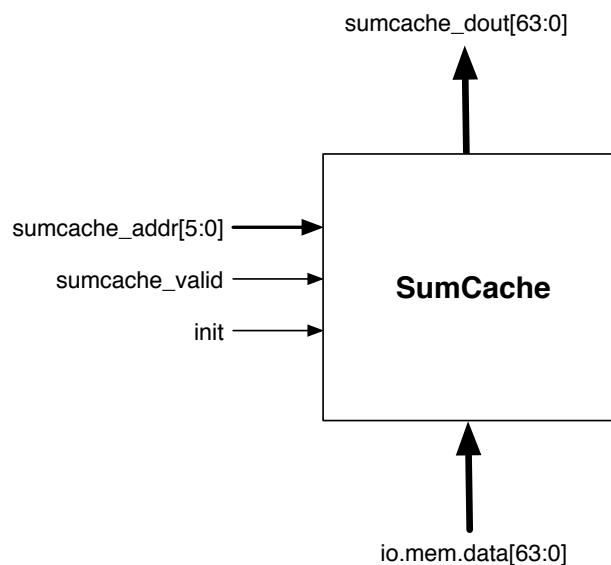 sumcache_dout[63:0]
sumcache_addr[5:0]
sumcache_valid
SumCache
init
io.mem.data[63:0]